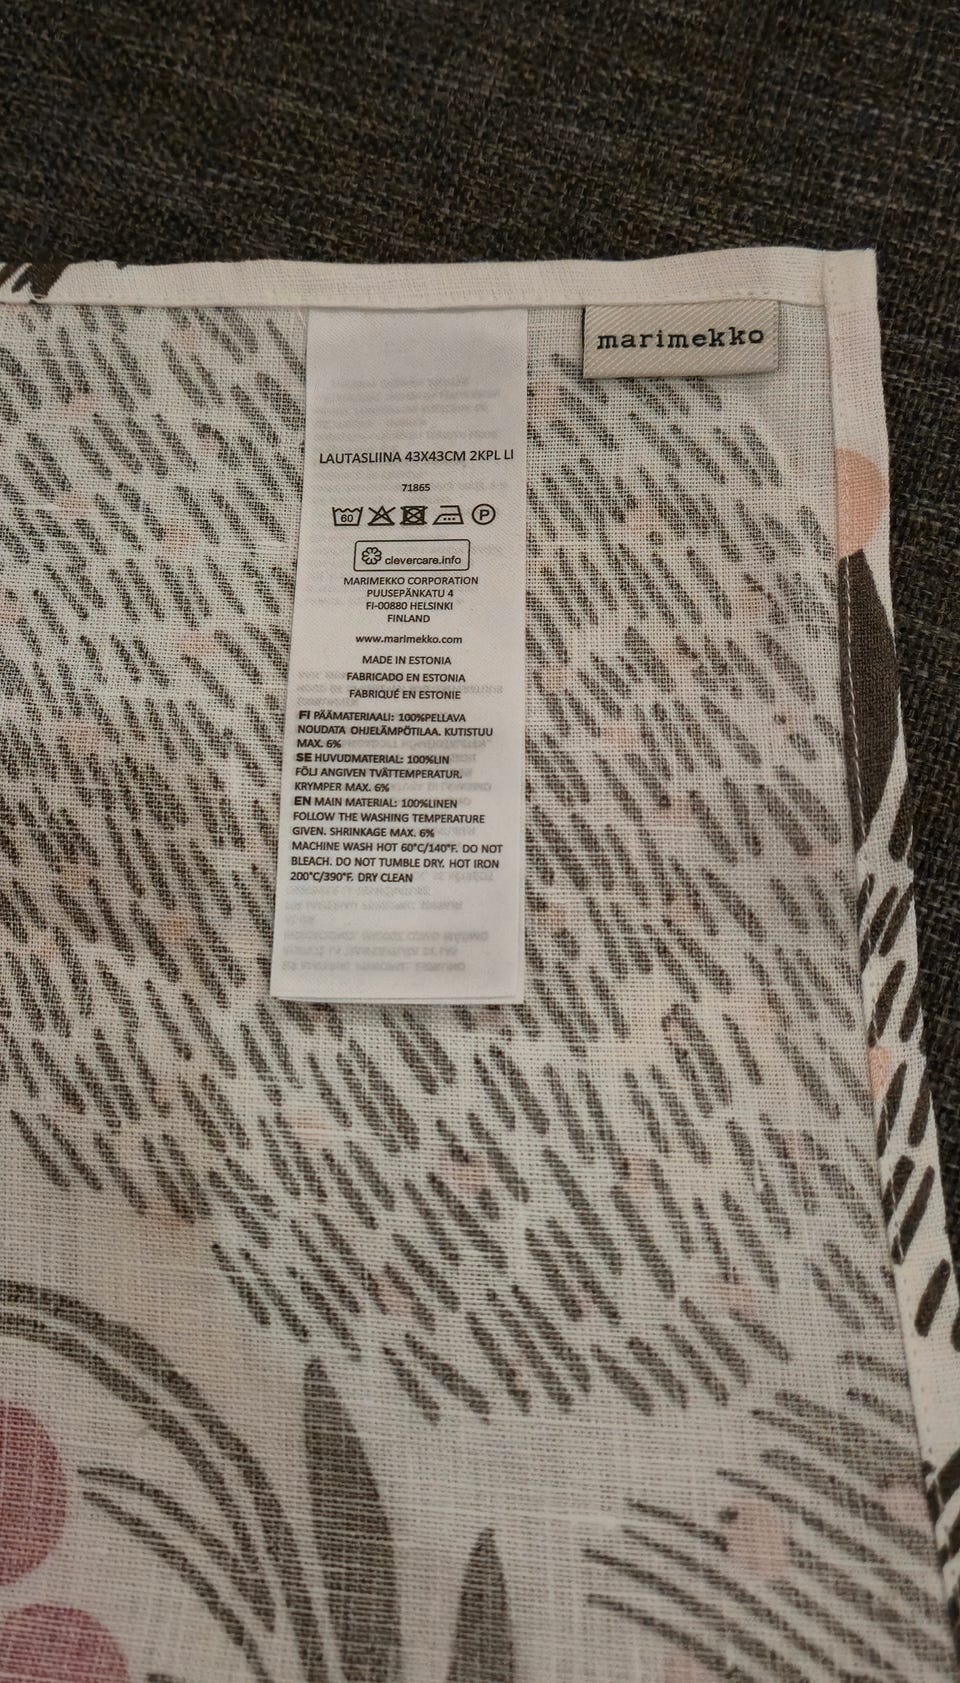 marimekko
LAUTASLIINA 43X43CM 2KPL LI
71865
60 P
clevercare.info
MARIMEKKO CORPORATION
PUUSEPÄNKATU 4
FI-00880 HELSINKI
FINLAND
www.marimekko.com
MADE IN ESTONIA
FABRICADO EN ESTONIA
FABRIQUÉ EN ESTONIE
FI PÄÄMATERIAALI: 100%PELLAVA
NOUDATA OHJELÄMPÖTILAA. KUTISTUU
MAX. 6%
SE HUVUDMATERIAL: 100%LIN
FÖLJ ANGIVEN TVÄTTEMPERATUR.
KRYMPER MAX. 6%
EN MAIN MATERIAL: 100%LINEN
FOLLOW THE WASHING TEMPERATURE
GIVEN. SHRINKAGE MAX. 6%
MACHINE WASH HOT 60°C/140°F. DO NOT
BLEACH. DO NOT TUMBLE DRY. HOT IRON
200°C/390°F. DRY CLEAN